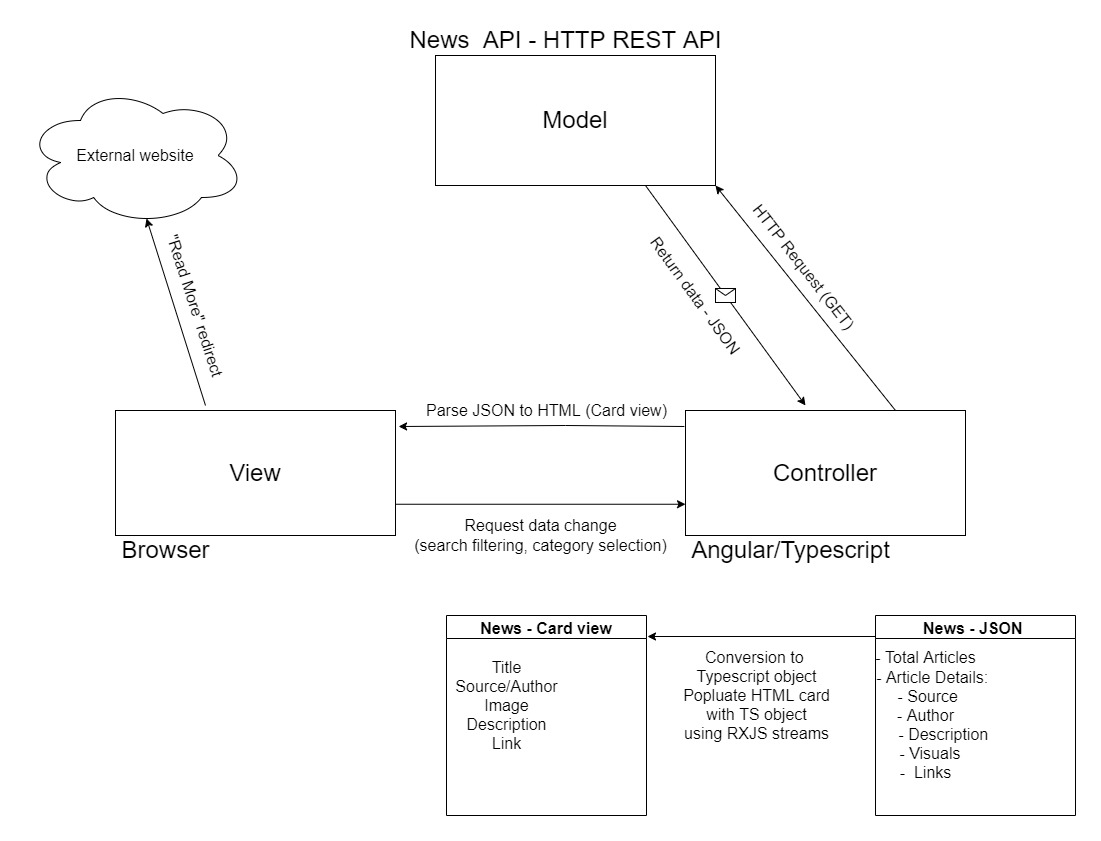 News  API - HTTP REST API
Model
External website
"Read More" redirect
HTTP Request (GET)
Return data - JSON
Parse JSON to HTML (Card view)
View
Controller
Request data change
(search filtering, category selection)
Browser
Angular/Typescript
News - Card view
Title
Source/Author
Image
Description
Link
Conversion to
Typescript object
Popluate HTML card
with TS object
using RXJS streams
News - JSON
- Total Articles
- Article Details:
- Source
- Author
- Description
- Visuals
-  Links